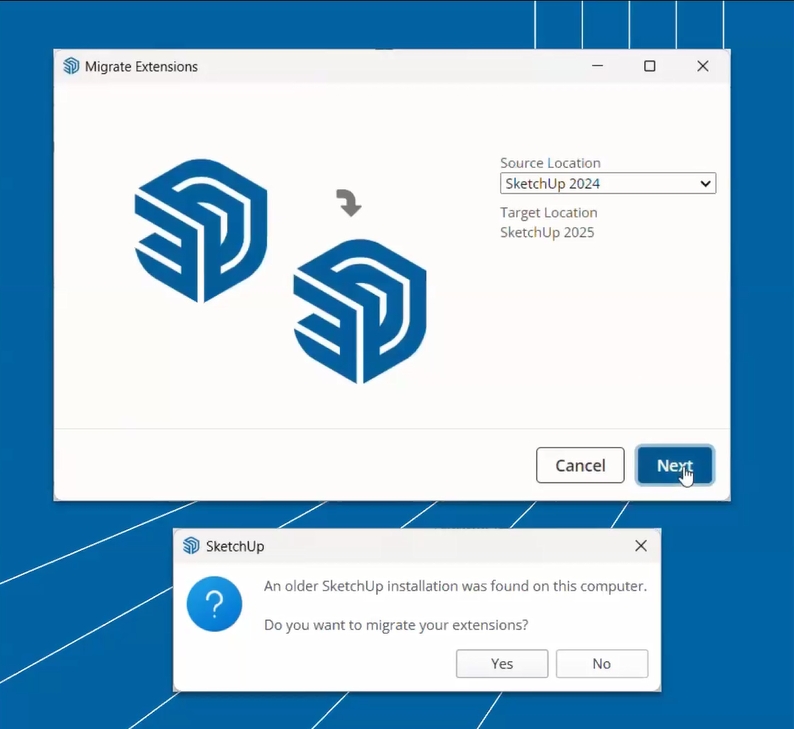 Migrate Extensions
Source Location
SketchUp 2024
Target Location
SketchUp 2025
Cancel
Next
SketchUp
An older SketchUp installation was found on this computer.
Do you want to migrate your extensions?
Yes
No